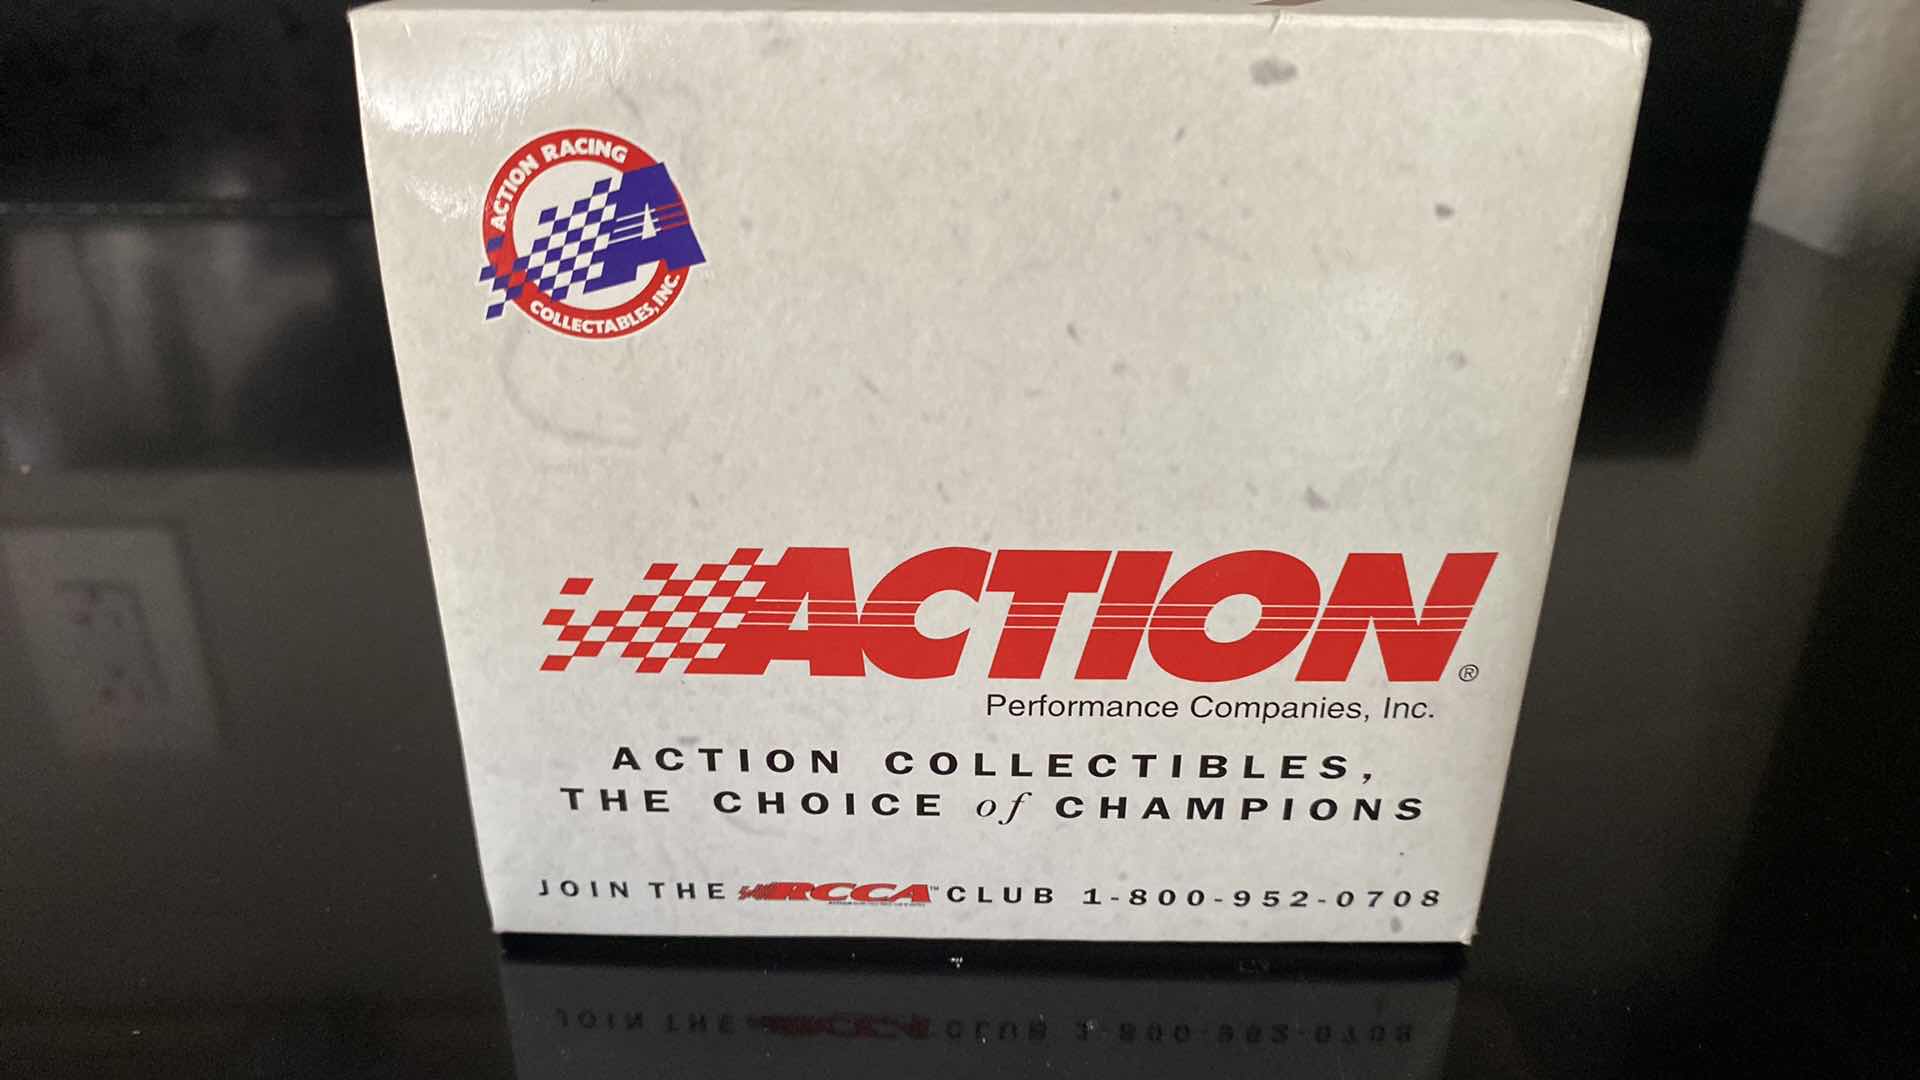 ACTION RACING
COLLECTABLES, INC.
ACTION®
Performance Companies, Inc.
ACTION COLLECTIBLES,
THE CHOICE of CHAMPIONS
JOIN THE RCCA™ CLUB 1-800-952-0708